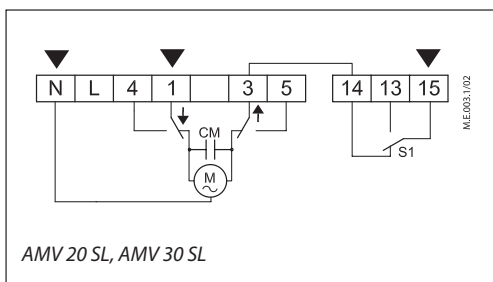 N L 4 1 3 5 14 13 15
CM
S1
M
M.E.003.1/02
AMV 20 SL, AMV 30 SL